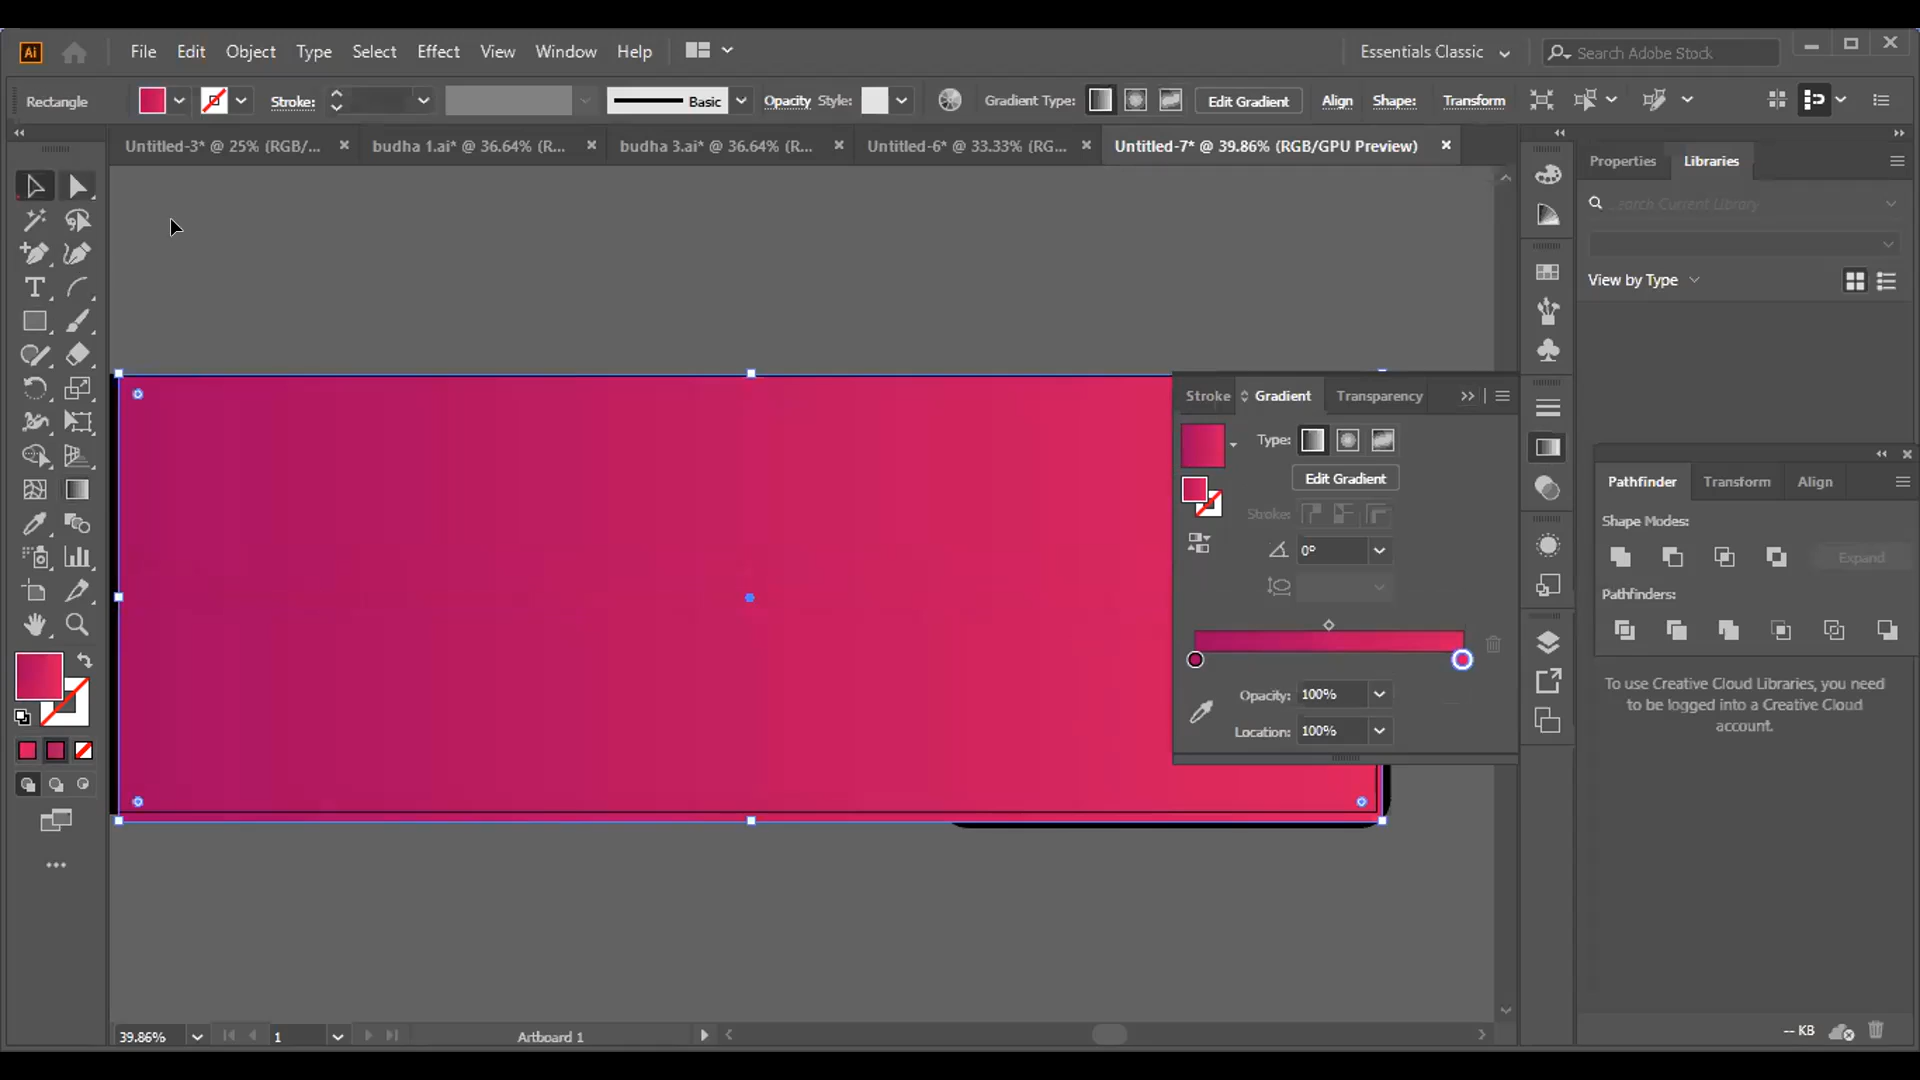 Ai File Edit Object Type Select Effect View Window Help Essentials Classic Search Adobe Stock
Rectangle Stroke: Basic Opacity Style: Gradient Type: Edit Gradient Align Shape: Transform
Untitled-3* @ 25% (RGB/... budha 1.ai* @ 36.64% (R... budha 3.ai* @ 36.64% (R... Untitled-6* @ 33.33% (RG... Untitled-7* @ 39.86% (RGB/GPU Preview)
Properties Libraries
Current Library
View by Type
Stroke Gradient Transparency
Type:
Edit Gradient
Stroke:
0°
Opacity: 100%
Location: 100%
Pathfinder Transform Align
Shape Modes:
Expand
Pathfinders:
To use Creative Cloud Libraries, you need
to be logged into a Creative Cloud
account.
39.86% 1 Artboard 1
-- KB